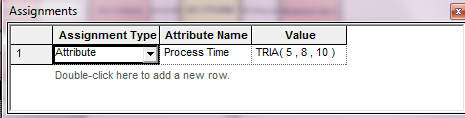 Assignments
Assignment Type Attribute Name Value
1 Attribute Process Time TRIA( 5 , 8 , 10 )
Double-click here to add a new row.